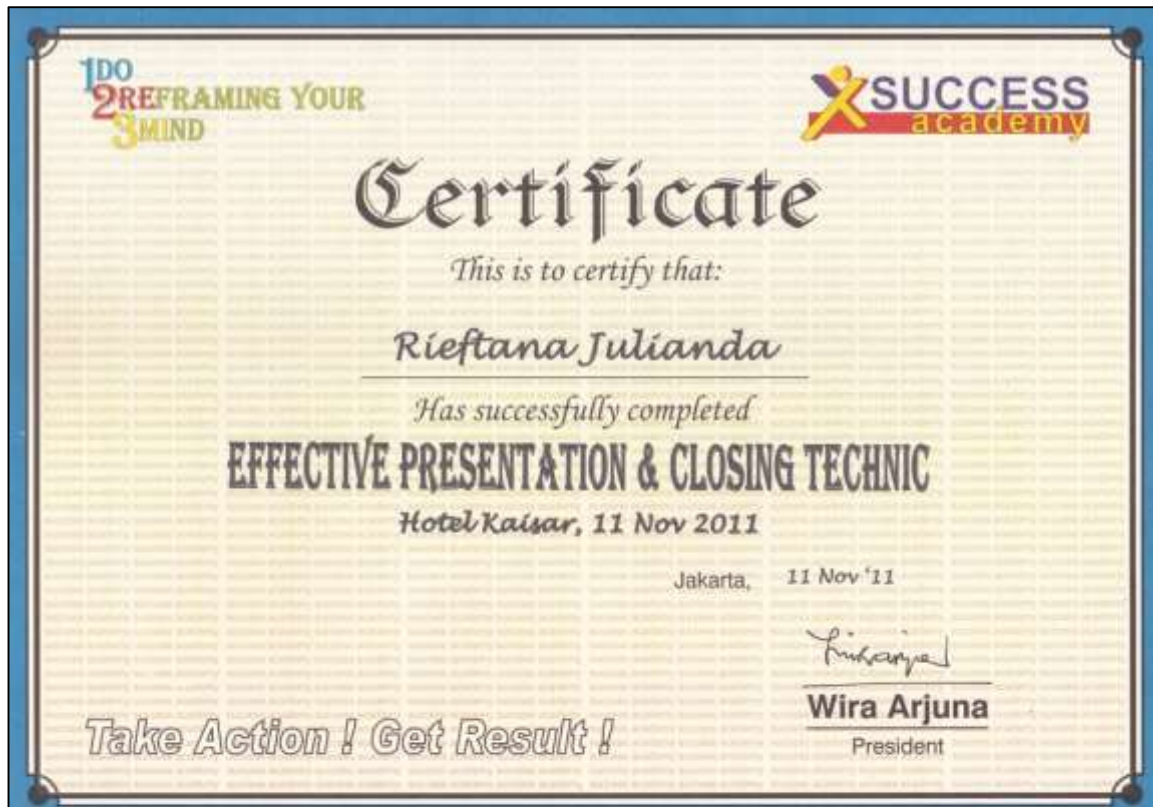 1DO
2REFRAMING YOUR
3MIND
SUCCESS
academy
Certificate
This is to certify that:
Rieftana Julianda
Has successfully completed
EFFECTIVE PRESENTATION & CLOSING TECHNIC
Hotel Kaisar, 11 Nov 2011
Jakarta, 11 Nov '11
Wira Arjuna
President
Take Action ! Get Result !